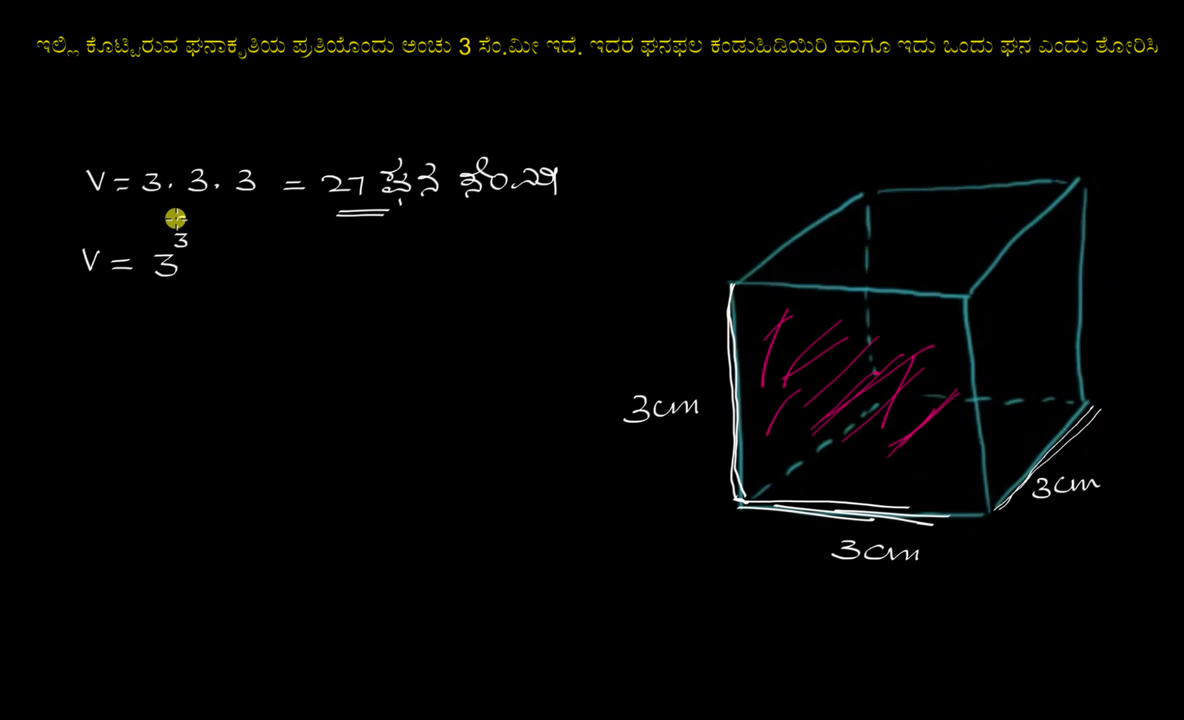 ಇಲ್ಲಿ ಕೊಟ್ಟಿರುವ ಘನಾಕೃತಿಯ ಪ್ರತಿಯೊಂದು ಅಂಚು 3 ಸೆಂ.ಮೀ ಇದೆ. ಇದರ ಘನಫಲ ಕಂಡುಹಿಡಿಯಿರಿ ಹಾಗೂ ಇದು ಒಂದು ಘನ ಎಂದು ತೋರಿಸಿ
V = 3 . 3 . 3 = 27 ಘನ ಸೆಂಮೀ
V = 3³
3cm
3cm
3cm